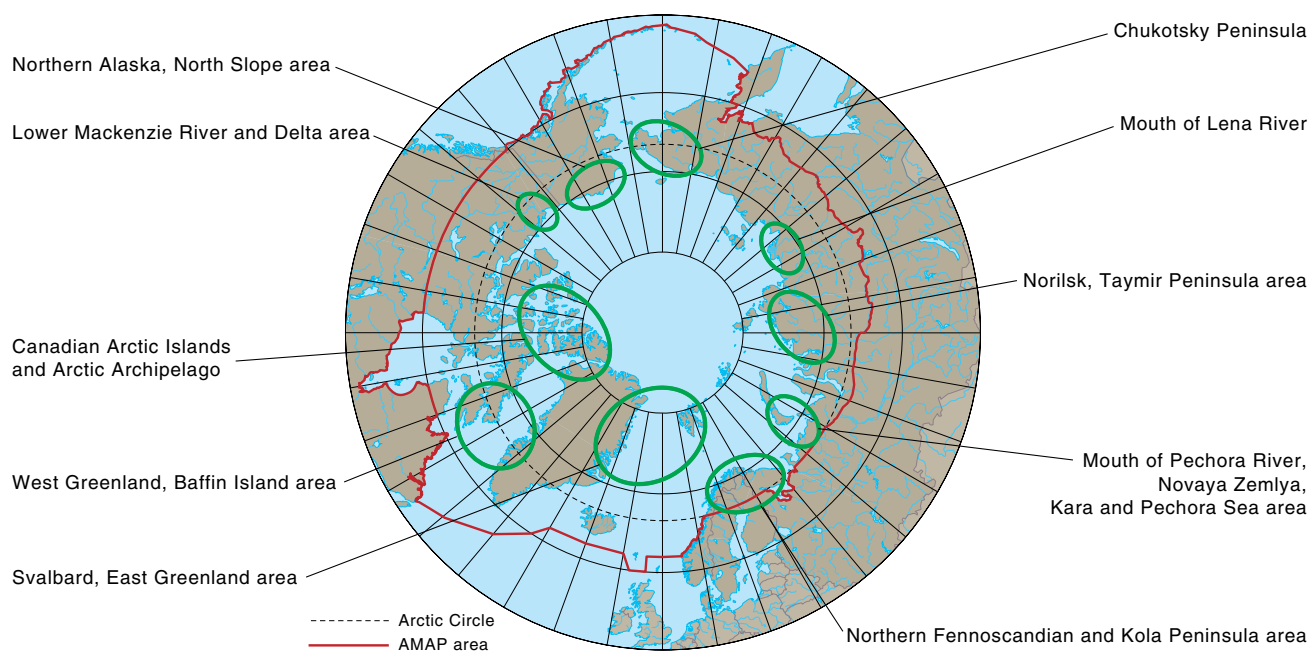 Chukotsky Peninsula
Northern Alaska, North Slope area
Lower Mackenzie River and Delta area
Mouth of Lena River
Norilsk, Taymir Peninsula area
Canadian Arctic Islands
and Arctic Archipelago
Mouth of Pechora River,
Novaya Zemlya,
Kara and Pechora Sea area
West Greenland, Baffin Island area
Svalbard, East Greenland area
Arctic Circle
AMAP area
Northern Fennoscandian and Kola Peninsula area